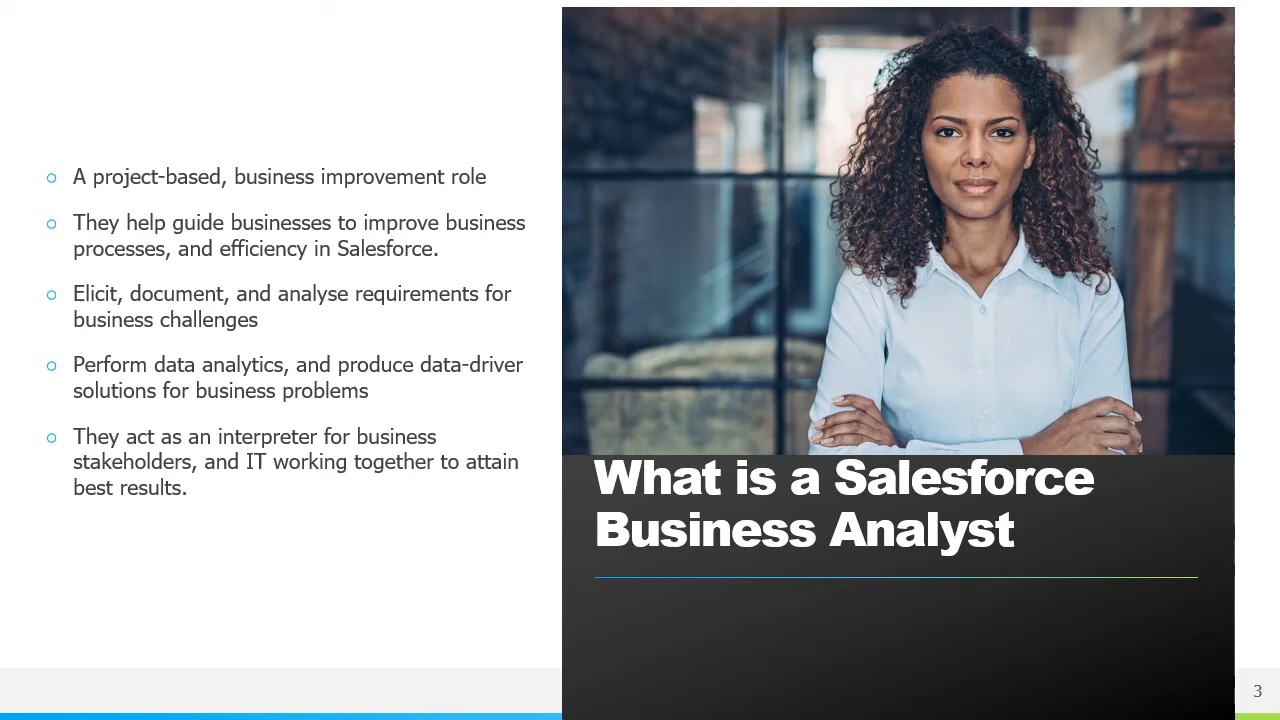 A project-based, business improvement role
They help guide businesses to improve business
processes, and efficiency in Salesforce.
Elicit, document, and analyse requirements for
business challenges
Perform data analytics, and produce data-driver
solutions for business problems
They act as an interpreter for business
stakeholders, and IT working together to attain
best results.
What is a Salesforce
Business Analyst
3